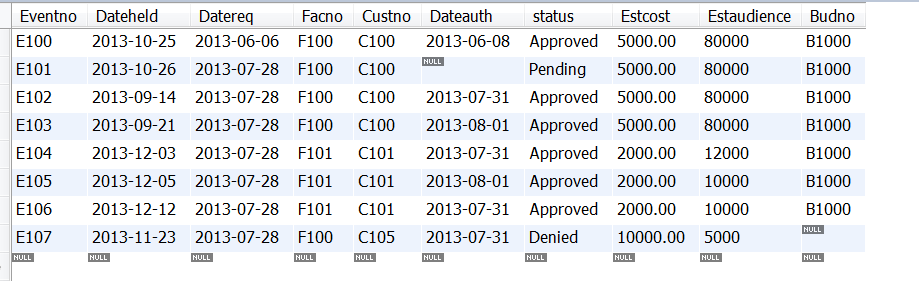 Eventno Dateheld Datereq Facno Custno Dateauth status Estcost Estaudience Budno
E100 2013-10-25 2013-06-06 F100 C100 2013-06-08 Approved 5000.00 80000 B1000
E101 2013-10-26 2013-07-28 F100 C100 NULL Pending 5000.00 80000 B1000
E102 2013-09-14 2013-07-28 F100 C100 2013-07-31 Approved 5000.00 80000 B1000
E103 2013-09-21 2013-07-28 F100 C100 2013-08-01 Approved 5000.00 80000 B1000
E104 2013-12-03 2013-07-28 F101 C101 2013-07-31 Approved 2000.00 12000 B1000
E105 2013-12-05 2013-07-28 F101 C101 2013-08-01 Approved 2000.00 10000 B1000
E106 2013-12-12 2013-07-28 F101 C101 2013-07-31 Approved 2000.00 10000 B1000
E107 2013-11-23 2013-07-28 F100 C105 2013-07-31 Denied 10000.00 5000 NULL
NULL NULL NULL NULL NULL NULL NULL NULL NULL NULL